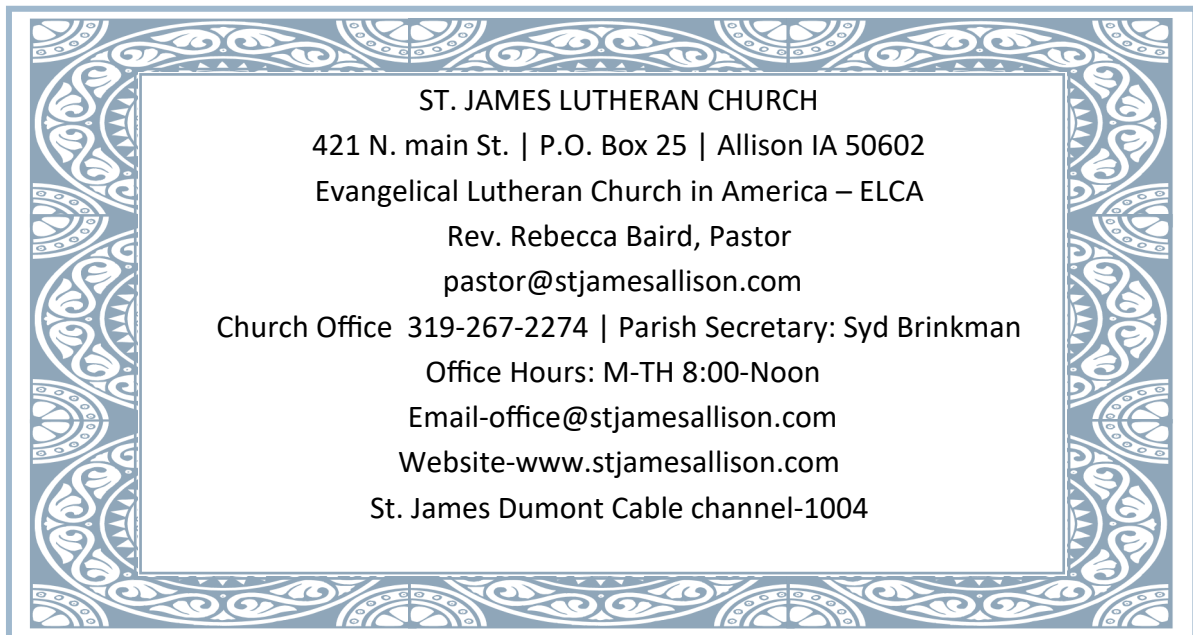 ST. JAMES LUTHERAN CHURCH
421 N. main St. | P.O. Box 25 | Allison IA 50602
Evangelical Lutheran Church in America – ELCA
Rev. Rebecca Baird, Pastor
pastor@stjamesallison.com
Church Office  319-267-2274 | Parish Secretary: Syd Brinkman
Office Hours: M-TH 8:00-Noon
Email-office@stjamesallison.com
Website-www.stjamesallison.com
St. James Dumont Cable channel-1004